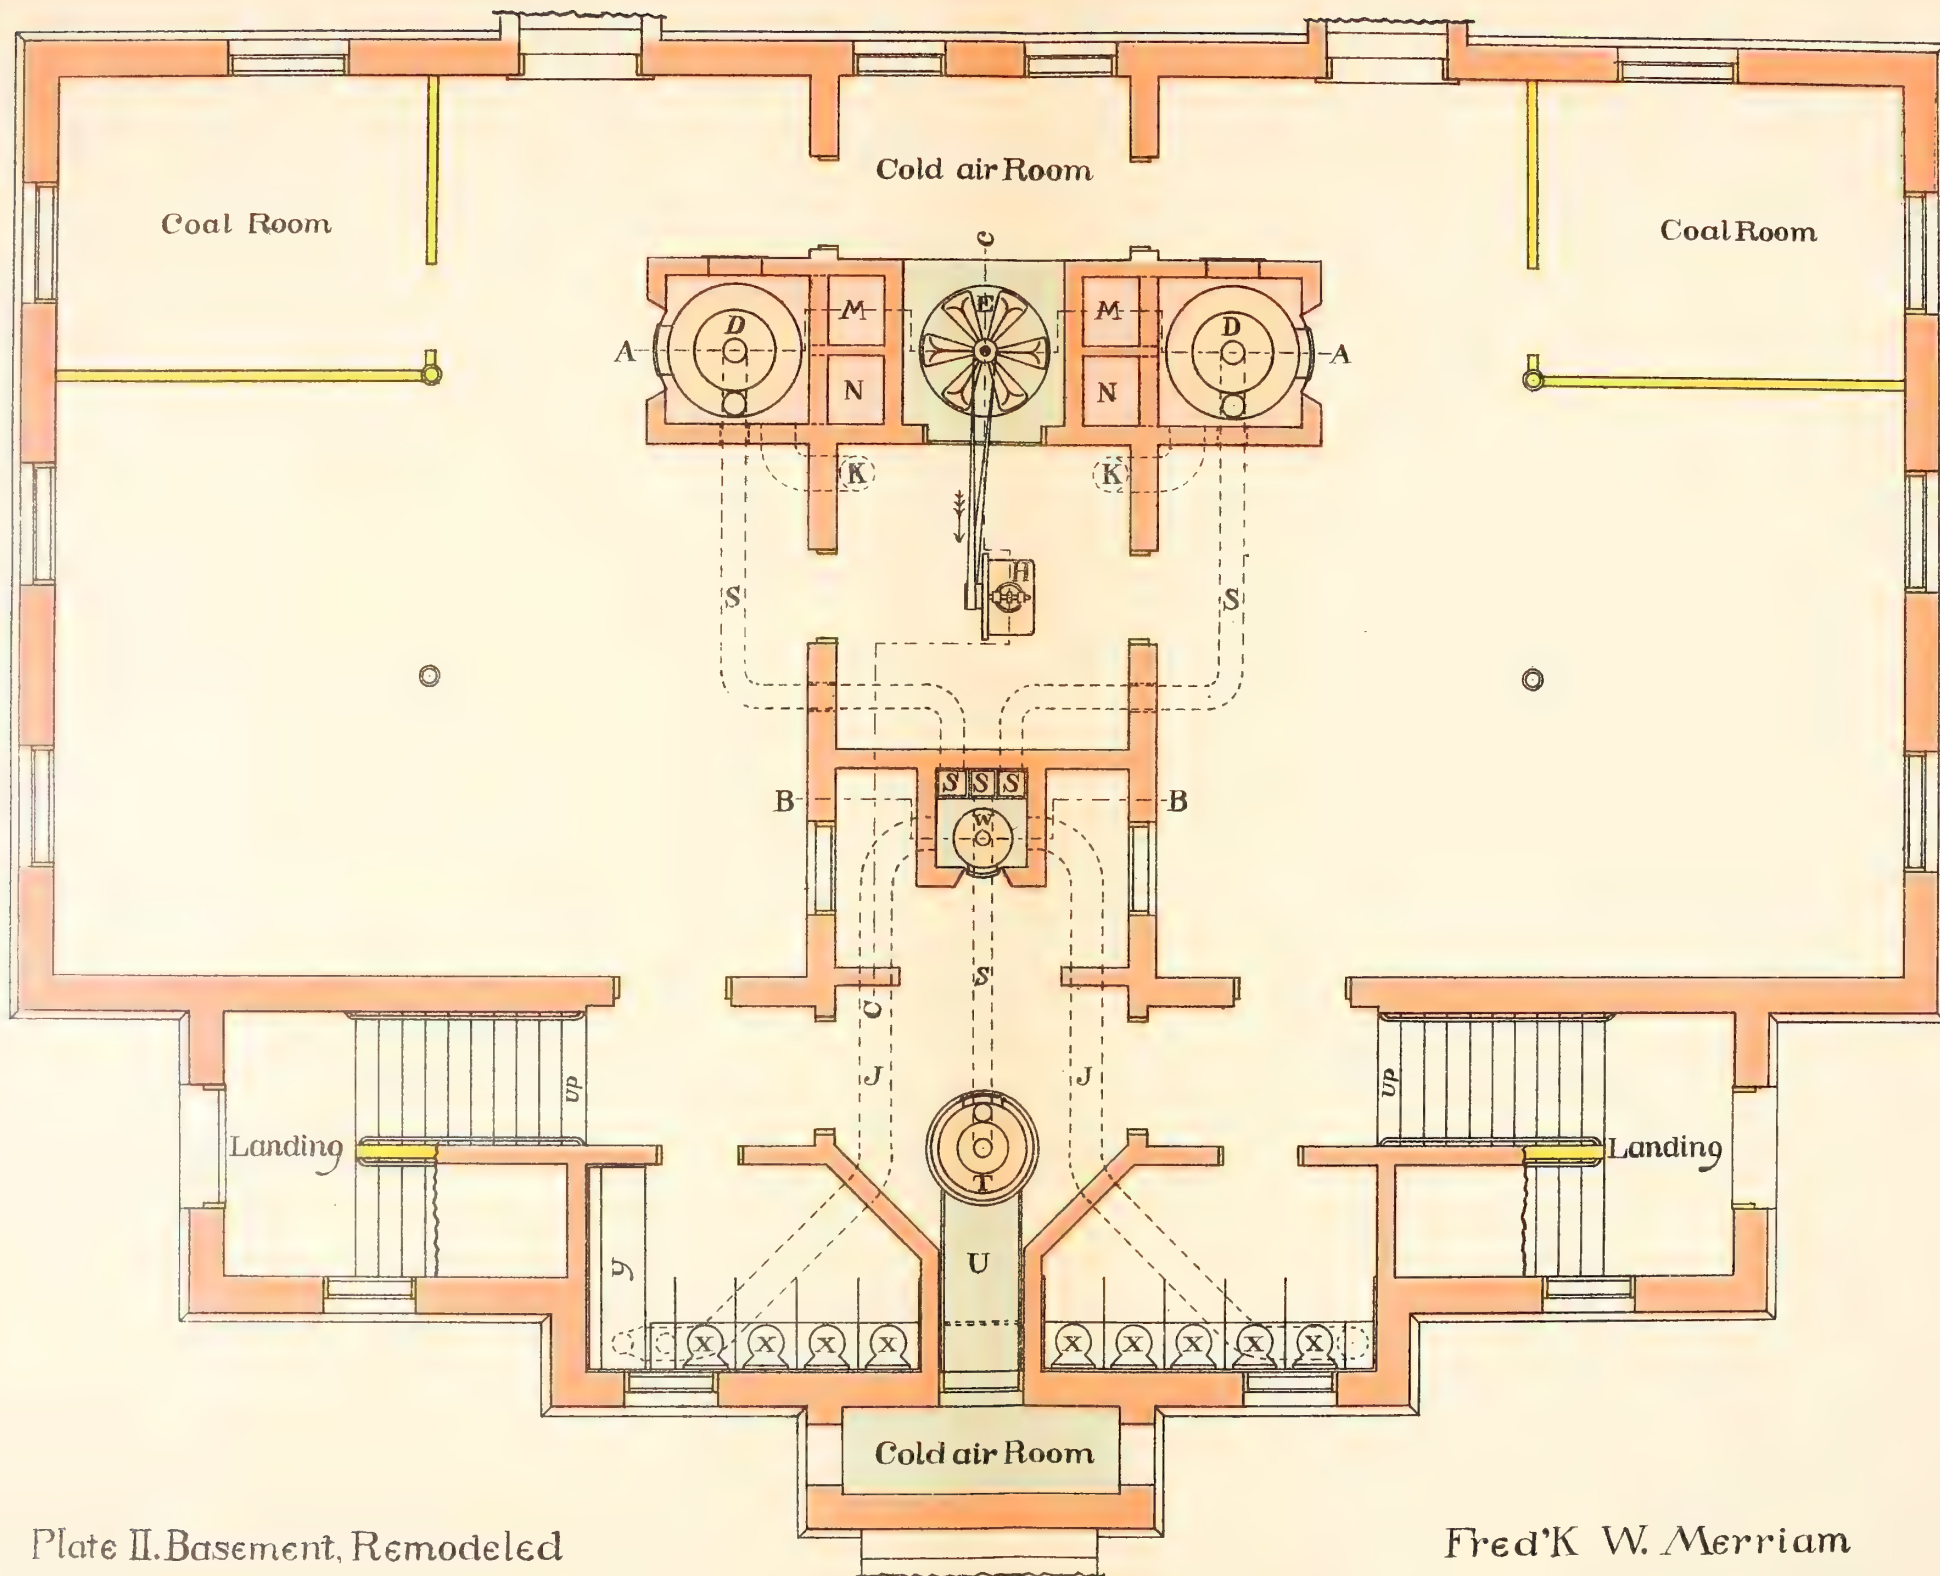 Cold air Room
Coal Room
Coal Room
C
E
M M
D D
A A
N N
K K
H
S S
S S S
B B
W
S
C
J J
UP UP
Landing Landing
T
U
y
X X X X X X X X X
Cold air Room
Plate II. Basement, Remodeled
Fred'K W. Merriam